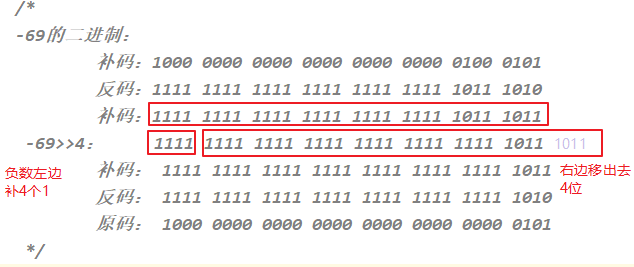 /*
-69的二进制:
补码: 1000 0000 0000 0000 0000 0000 0100 0101
反码: 1111 1111 1111 1111 1111 1111 1011 1010
补码: 1111 1111 1111 1111 1111 1111 1011 1011
-69>>4: 1111 1111 1111 1111 1111 1111 1111 1011 1011
负数左边
补4个1
补码: 1111 1111 1111 1111 1111 1111 1111 1011
右边移出去
4位
反码: 1111 1111 1111 1111 1111 1111 1111 1010
原码: 1000 0000 0000 0000 0000 0000 0000 0101
*/